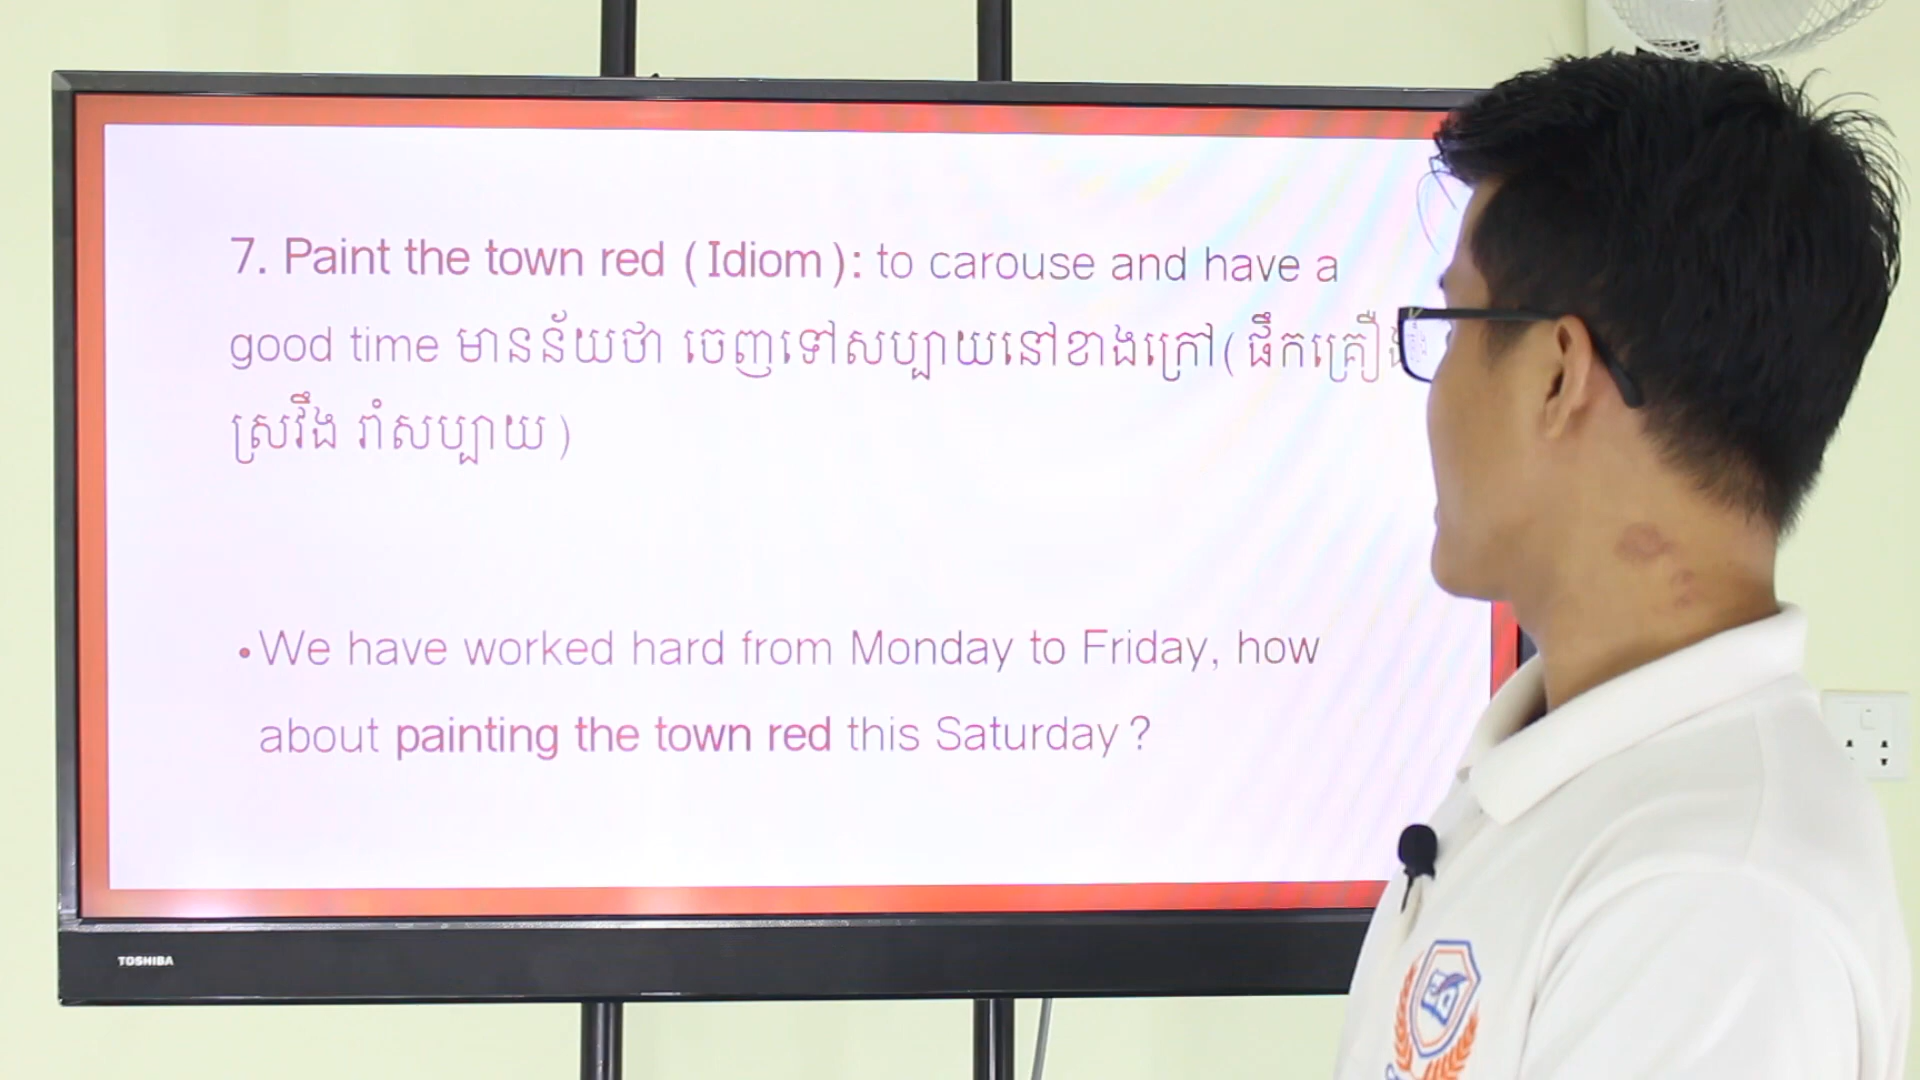 7. Paint the town red (Idiom): to carouse and have a
good time មានន័យថា ចេញទៅសប្បាយនៅខាងក្រៅ(ផឹកគ្រឿង
ស្រវឹង រាំសប្បាយ)
•We have worked hard from Monday to Friday, how
about painting the town red this Saturday?
TOSHIBA